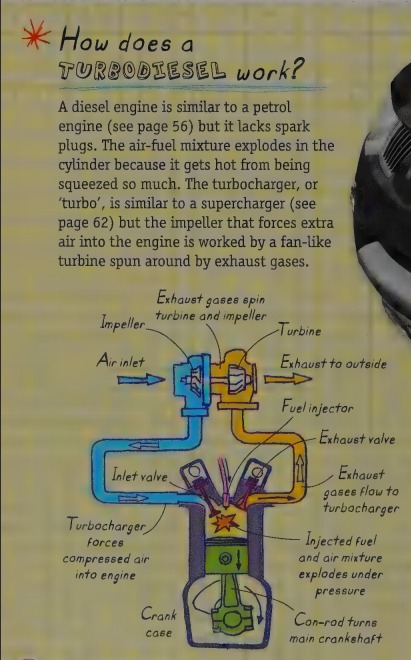 How does a
TURBODIESEL work?
A diesel engine is similar to a petrol
engine (see page 56) but it lacks spark
plugs. The air-fuel mixture explodes in the
cylinder because it gets hot from being
squeezed so much. The turbocharger, or
‘turbo’, is similar to a supercharger (see
page 62) but the impeller that forces extra
air into the engine is worked by a fan-like
turbine spun around by exhaust gases.
Exhaust gases spin
turbine and impeller
Impeller
Turbine
Air inlet
Exhaust to outside
Fuel injector
Exhaust valve
Inlet valve
Exhaust
gases flow to
turbocharger
Turbocharger
forces
compressed air
into engine
Injected fuel
and air mixture
explodes under
pressure
Crank
case
Con-rod turns
main crankshaft